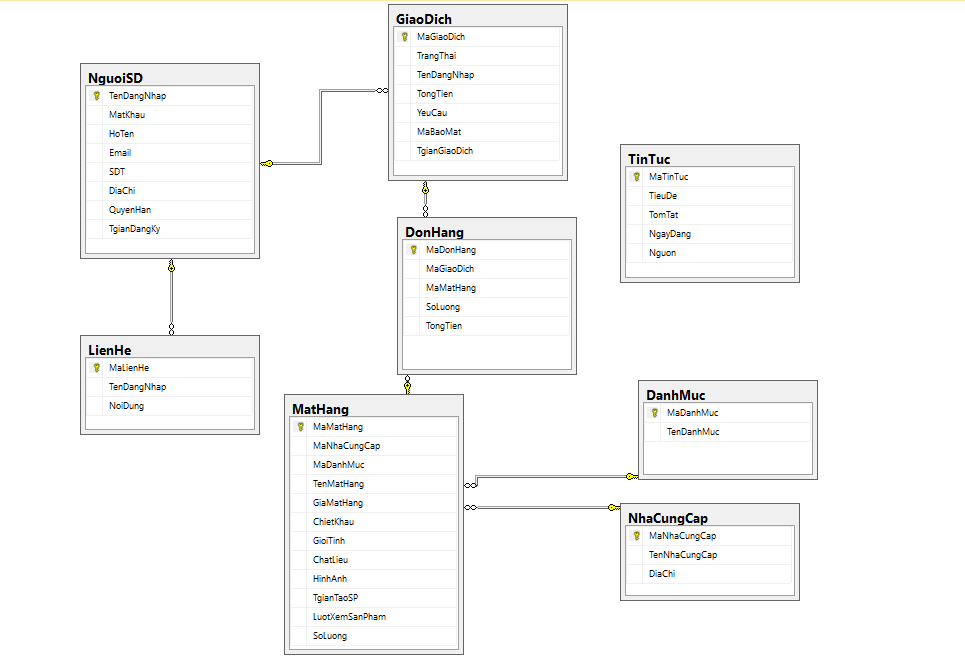 GiaoDich
MaGiaoDich
TrangThai
TenDangNhap
TongTien
YeuCau
MaBaoMat
TgianGiaoDich
NguoiSD
TenDangNhap
MatKhau
HoTen
Email
SDT
DiaChi
QuyenHan
TgianDangKy
TinTuc
MaTinTuc
TieuDe
TomTat
NgayDang
Nguon
DonHang
MaDonHang
MaGiaoDich
MaMatHang
SoLuong
TongTien
LienHe
MaLienHe
TenDangNhap
NoiDung
MatHang
MaMatHang
MaNhaCungCap
MaDanhMuc
TenMatHang
GiaMatHang
ChietKhau
GioiTinh
ChatLieu
HinhAnh
TgianTaoSP
LuotXemSanPham
SoLuong
DanhMuc
MaDanhMuc
TenDanhMuc
NhaCungCap
MaNhaCungCap
TenNhaCungCap
DiaChi